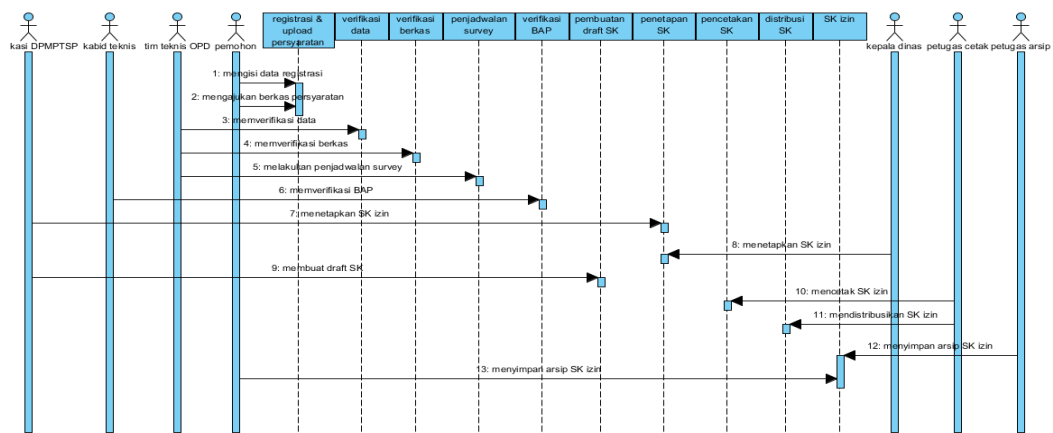 registrasi &
upload
persyaratan
verifikasi
data
verifikasi
berkas
penjadwalan
survey
verifikasi
BAP
pembuatan
draft SK
penetapan
SK
pencetakan
SK
distribusi
SK
SK izin
kasi DPMPTSP
kabid teknis
tim teknis OPD
pemohon
kepala dinas
petugas cetak
petugas arsip
1: mengisi data registrasi
2: mengajukan berkas persyaratan
3: memverifikasi data
4: memverifikasi berkas
5: melakukan penjadwalan survey
6: memverifikasi BAP
7: menetapkan SK izin
8: menetapkan SK izin
9: membuat draft SK
10: mencetak SK izin
11: mendistribusikan SK izin
12: menyimpan arsip SK izin
13: menyimpan arsip SK izin